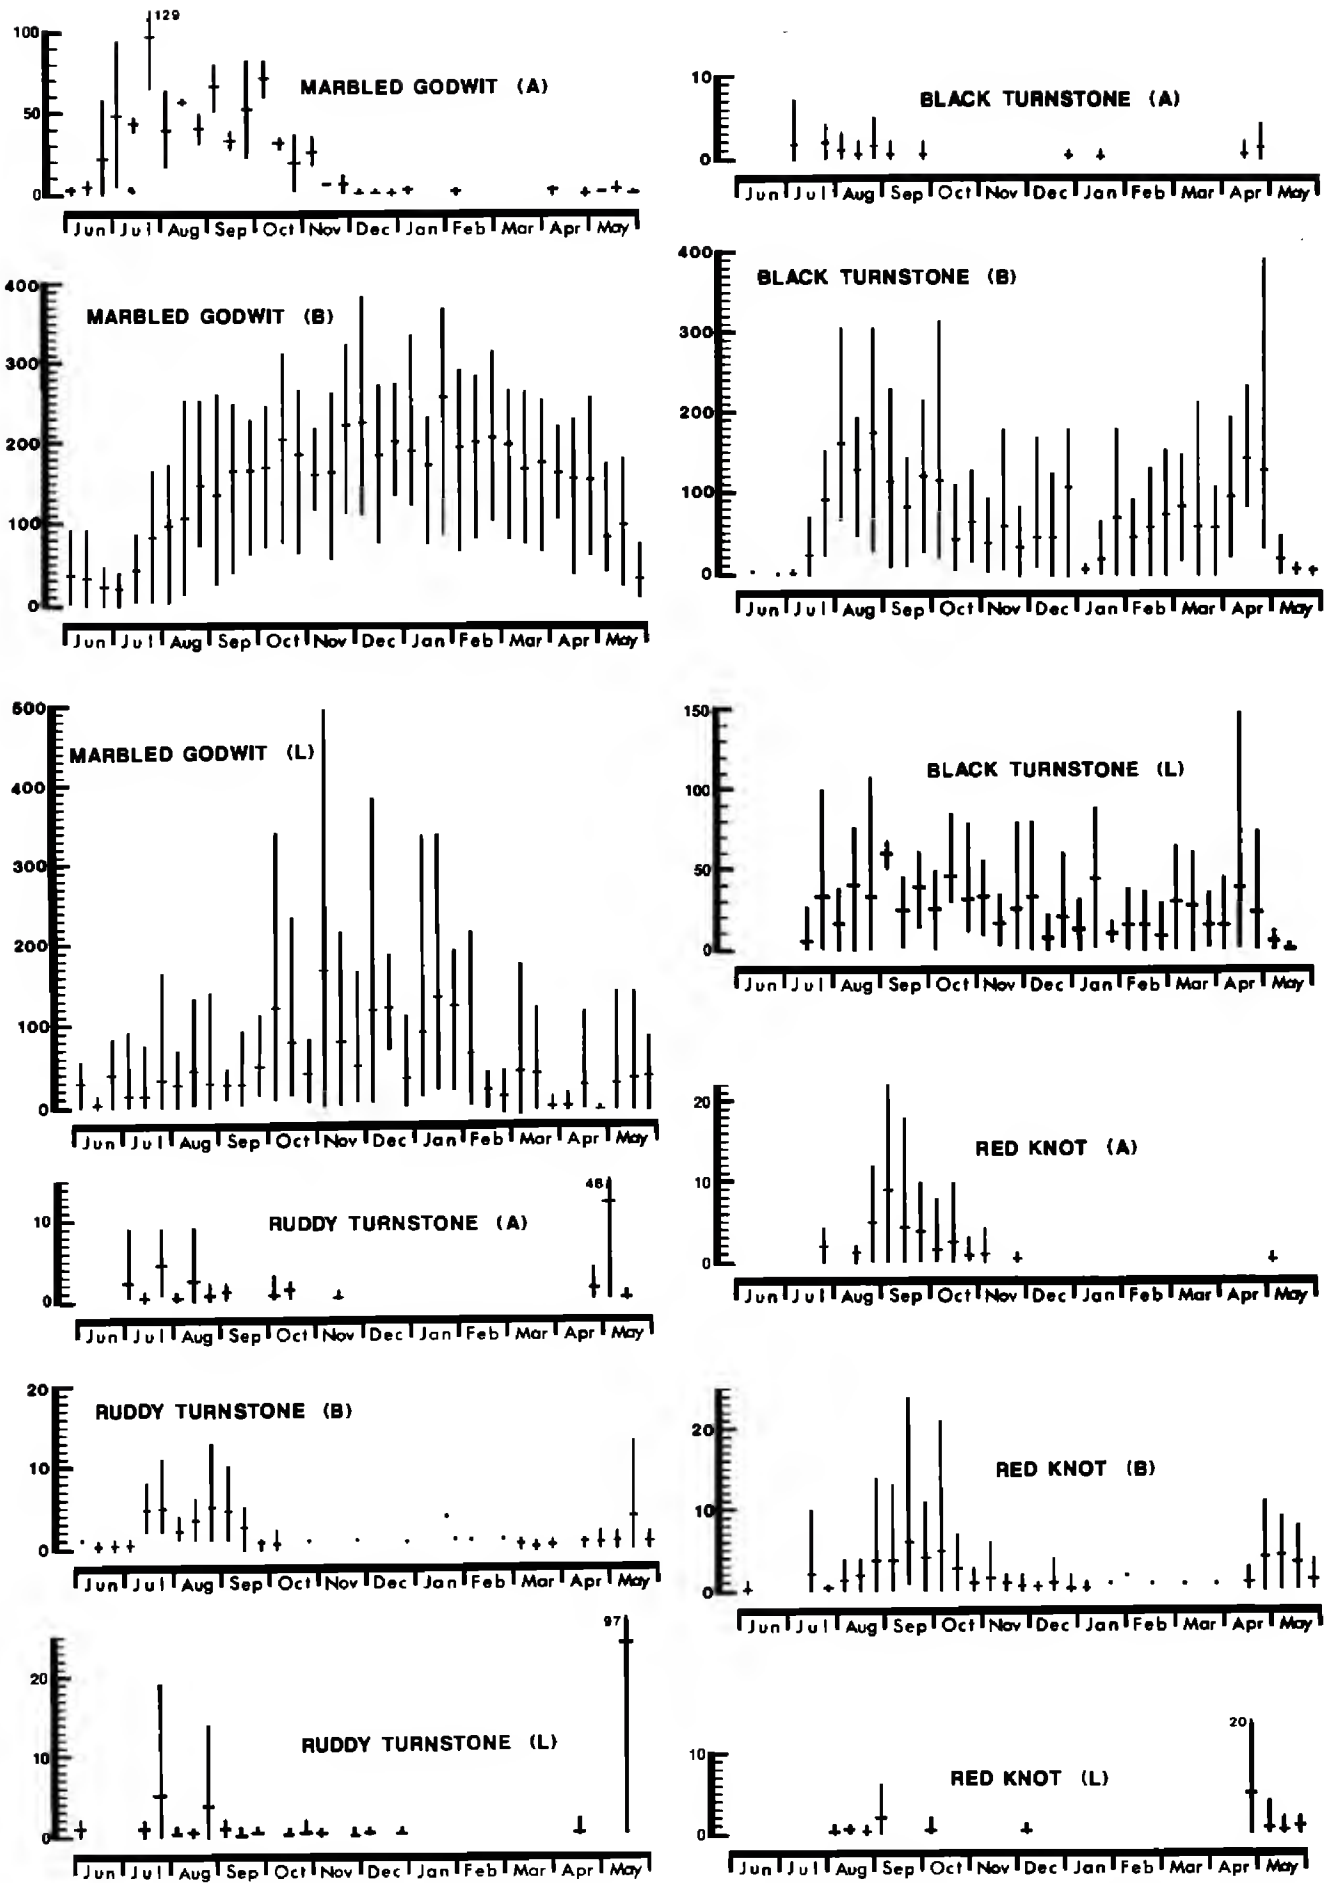 129
100
50
0
MARBLED GODWIT (A)
Jun Jul Aug Sep Oct Nov Dec Jan Feb Mar Apr May
400
300
200
100
0
MARBLED GODWIT (B)
Jun Jul Aug Sep Oct Nov Dec Jan Feb Mar Apr May
500
400
300
200
100
0
MARBLED GODWIT (L)
Jun Jul Aug Sep Oct Nov Dec Jan Feb Mar Apr May
48
10
0
RUDDY TURNSTONE (A)
Jun Jul Aug Sep Oct Nov Dec Jan Feb Mar Apr May
20
10
0
RUDDY TURNSTONE (B)
Jun Jul Aug Sep Oct Nov Dec Jan Feb Mar Apr May
97
20
10
0
RUDDY TURNSTONE (L)
Jun Jul Aug Sep Oct Nov Dec Jan Feb Mar Apr May
10
0
BLACK TURNSTONE (A)
Jun Jul Aug Sep Oct Nov Dec Jan Feb Mar Apr May
400
300
200
100
0
BLACK TURNSTONE (B)
Jun Jul Aug Sep Oct Nov Dec Jan Feb Mar Apr May
150
100
50
0
BLACK TURNSTONE (L)
Jun Jul Aug Sep Oct Nov Dec Jan Feb Mar Apr May
20
10
0
RED KNOT (A)
Jun Jul Aug Sep Oct Nov Dec Jan Feb Mar Apr May
20
10
0
RED KNOT (B)
Jun Jul Aug Sep Oct Nov Dec Jan Feb Mar Apr May
20
10
0
RED KNOT (L)
Jun Jul Aug Sep Oct Nov Dec Jan Feb Mar Apr May